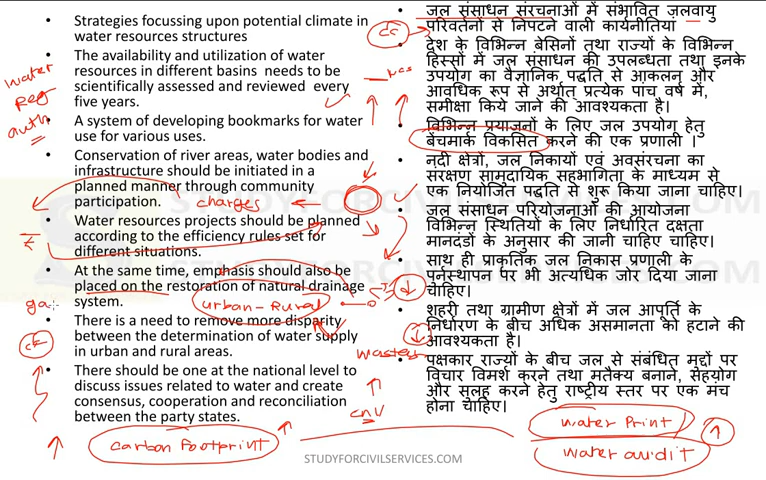 • Strategies focussing upon potential climate in
water resources structures
• The availability and utilization of water
resources in different basins needs to be
scientifically assessed and reviewed every
five years.
• A system of developing bookmarks for water
use for various uses.
• Conservation of river areas, water bodies and
infrastructure should be initiated in a
planned manner through community
participation.
• Water resources projects should be planned
according to the efficiency rules set for
different situations.
• At the same time, emphasis should also be
placed on the restoration of natural drainage
system.
• There is a need to remove more disparity
between the determination of water supply
in urban and rural areas.
• There should be one at the national level to
discuss issues related to water and create
consensus, cooperation and reconciliation
between the party states.
water
Reg
auth
charges
urban-Rural
cc
carbon footprint
• जल संसाधन संरचनाओं में संभावित जलवायु
परिवर्तनों से निपटने वाली कार्यनीतियां
• देश के विभिन्न बेसिनों तथा राज्यों के विभिन्न
हिस्सों में जल संसाधन की उपलब्धता तथा इनके
उपयोग का वैज्ञानिक पद्धति से आकलन और
आवधिक रूप से अर्थात् प्रत्येक पांच वर्ष में,
समीक्षा किये जाने की आवश्यकता है।
• विभिन्न प्रयोजनों के लिए जल उपयोग हेतु
बेंचमार्क विकसित करने की एक प्रणाली ।
• नदी क्षेत्रों, जल निकायों एवं अवसंरचना का
संरक्षण सामुदायिक सहभागिता के माध्यम से
एक नियोजित पद्धति से शुरू किया जाना चाहिए।
• जल संसाधन परियोजनाओं की आयोजना
विभिन्न स्थितियों के लिए निर्धारित दक्षता
मानदंडों के अनुसार की जानी चाहिए चाहिए।
• साथ ही प्राकृतिक जल निकास प्रणाली के
पुर्नस्थापन पर भी अत्यधिक जोर दिया जाना
चाहिए।
• शहरी तथा ग्रामीण क्षेत्रों में जल आपूर्ति के
निर्धारण के बीच अधिक असमानता को हटाने की
आवश्यकता है।
• पक्षकार राज्यों के बीच जल से संबंधित मुद्दों पर
विचार विमर्श करने तथा मतैक्य बनाने, सहयोग
और सुलह करने हेतु राष्ट्रीय स्तर पर एक मंच
होना चाहिए।
cc
env
water Print
water audit
STUDYFORCIVILSERVICES.COM